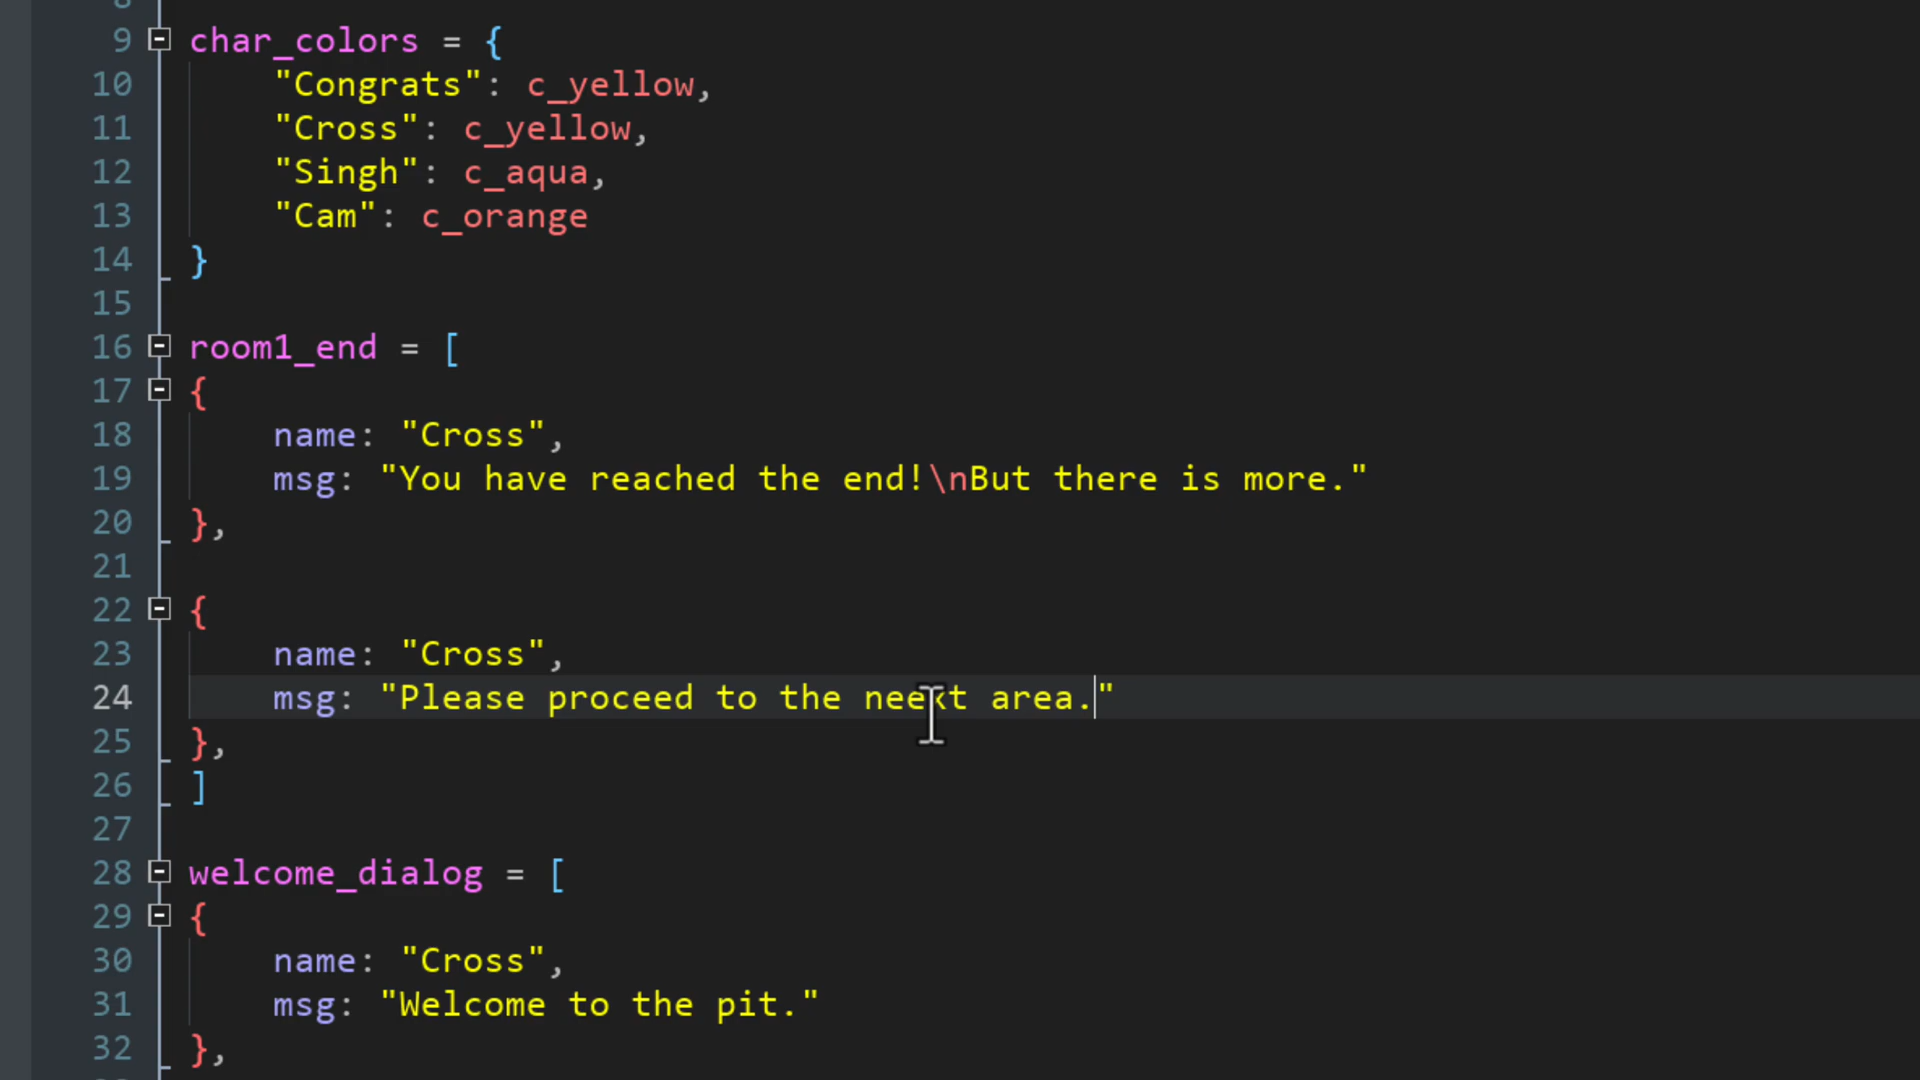 9 char_colors = {
10 "Congrats": c_yellow,
11 "Cross": c_yellow,
12 "Singh": c_aqua,
13 "Cam": c_orange
14 }
15
16 room1_end = [
17 {
18 name: "Cross",
19 msg: "You have reached the end!\nBut there is more."
20 },
21
22 {
23 name: "Cross",
24 msg: "Please proceed to the neext area."
25 },
26 ]
27
28 welcome_dialog = [
29 {
30 name: "Cross",
31 msg: "Welcome to the pit."
32 },